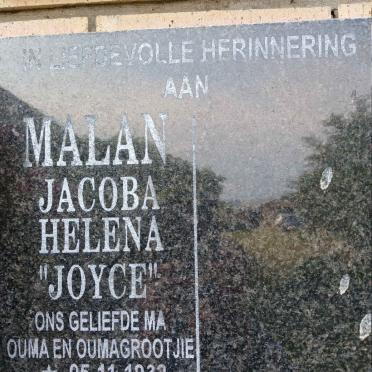 IN LIEFDEVOLLE HERINNERING
AAN
MALAN
JACOBA
HELENA
"JOYCE"
ONS GELIEFDE MA
OUMA EN OUMAGROOTJIE